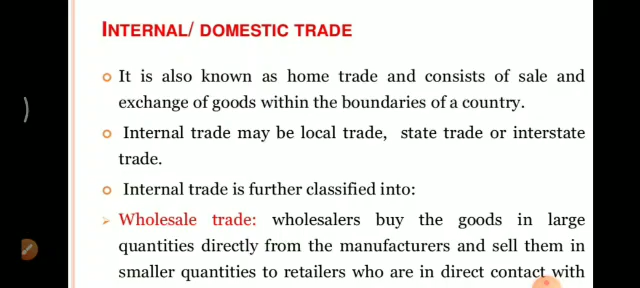 INTERNAL/ DOMESTIC TRADE
It is also known as home trade and consists of sale and
exchange of goods within the boundaries of a country.
Internal trade may be local trade, state trade or interstate
trade.
Internal trade is further classified into:
Wholesale trade: wholesalers buy the goods in large
quantities directly from the manufacturers and sell them in
smaller quantities to retailers who are in direct contact with